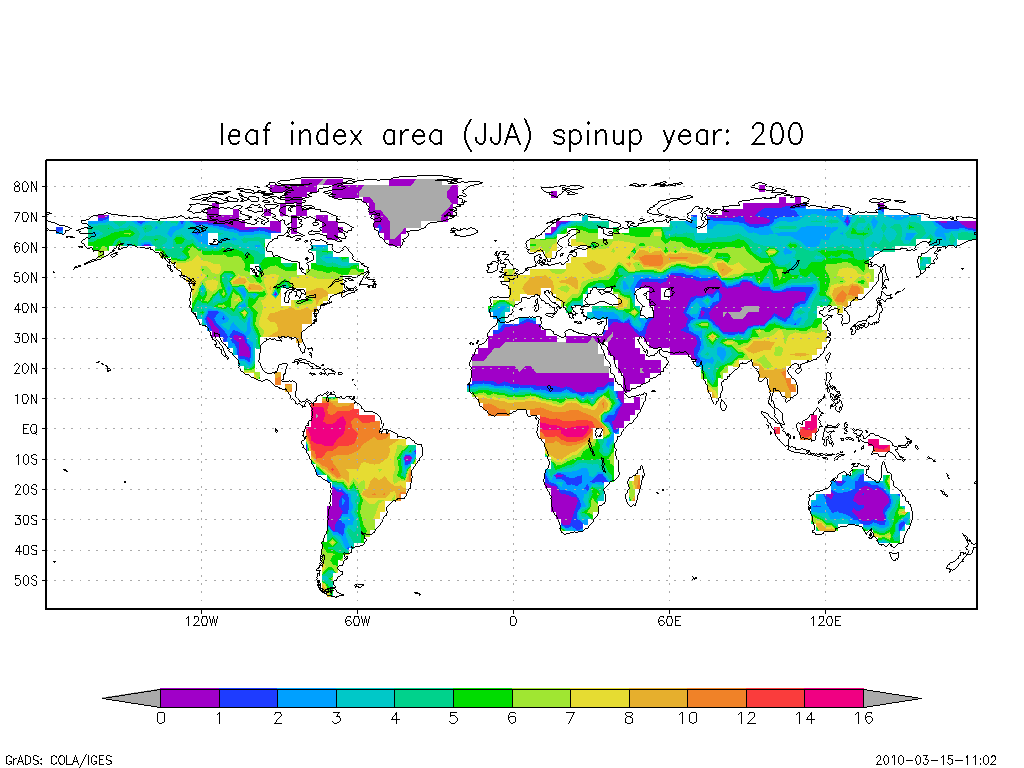 leaf index area (JJA) spinup year: 200
80N
70N
60N
50N
40N
30N
20N
10N
EQ
10S
20S
30S
40S
50S
120W 60W 0 60E 120E
0 1 2 3 4 5 6 7 8 10 12 14 16
GrADS: COLA/IGES 2010-03-15-11:02